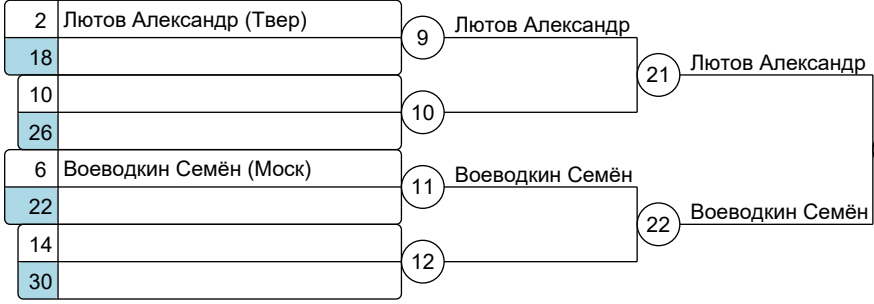 2 Лютов Александр (Твер)
9 Лютов Александр
18
21 Лютов Александр
10
10
26
6 Воеводкин Семён (Моск)
11 Воеводкин Семён
22
22 Воеводкин Семён
14
12
30